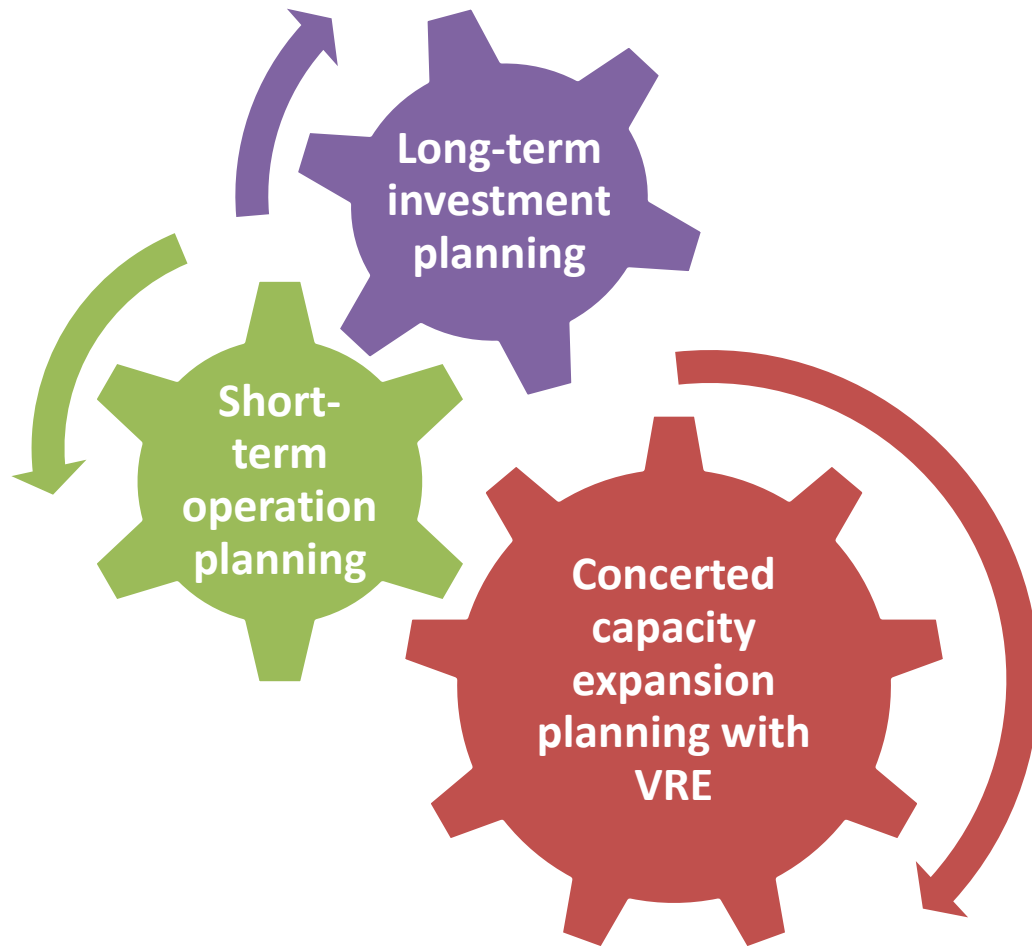 Long-term
investment
planning
Short-
term
operation
planning
Concerted
capacity
expansion
planning with
VRE